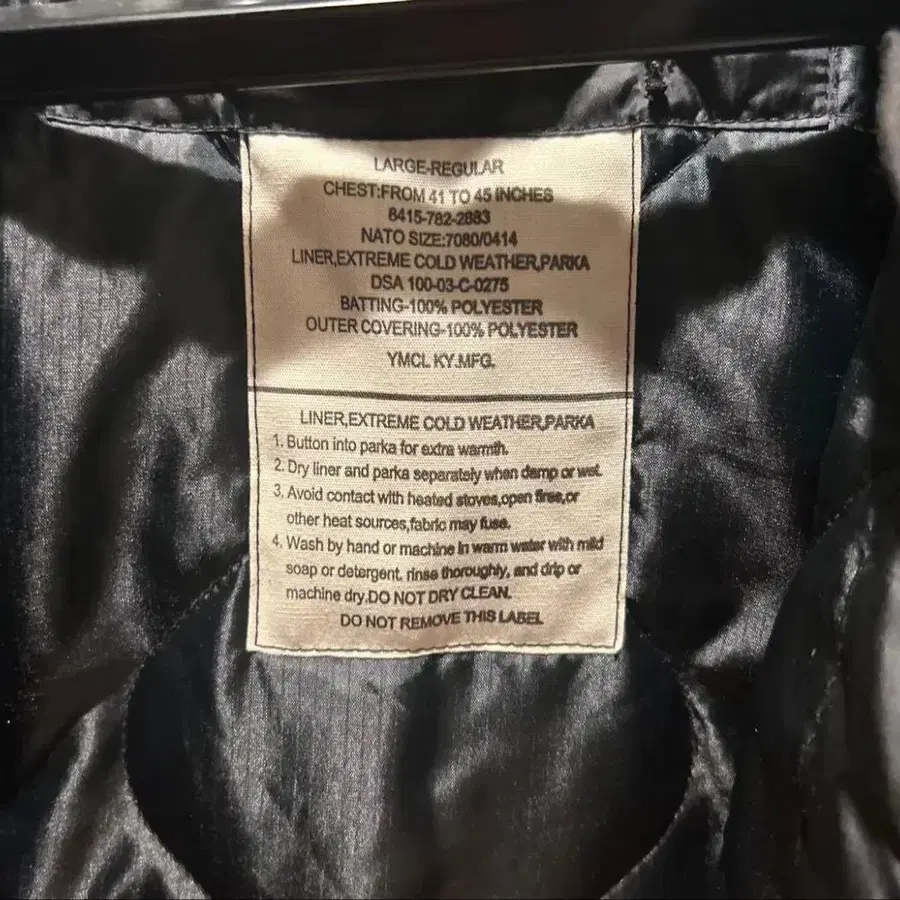 LARGE-REGULAR
CHEST:FROM 41 TO 45 INCHES
8415-782-2883
NATO SIZE:7080/0414
LINER,EXTREME COLD WEATHER,PARKA
DSA 100-03-C-0275
BATTING-100% POLYESTER
OUTER COVERING-100% POLYESTER
YMCL KY.MFG.
LINER,EXTREME COLD WEATHER,PARKA
1. Button into parka for extra warmth.
2. Dry liner and parka separately when damp or wet.
3. Avoid contact with heated stoves,open fires,or
other heat sources,fabric may fuse.
4. Wash by hand or machine in warm water with mild
soap or detergent. rinse thoroughly, and drip or
machine dry.DO NOT DRY CLEAN.
DO NOT REMOVE THIS LABEL